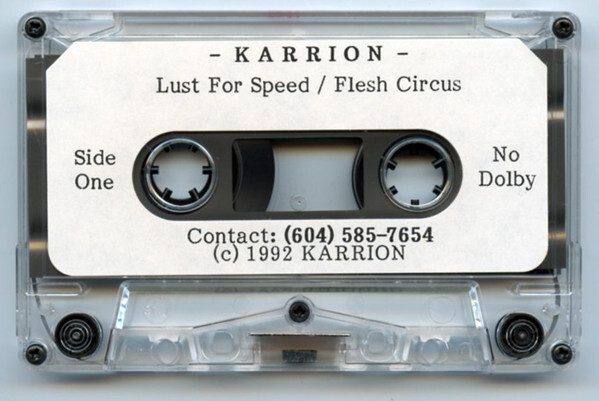 - KARRION -
Lust For Speed / Flesh Circus
Side
One
No
Dolby
Contact: (604) 585-7654
(c) 1992 KARRION